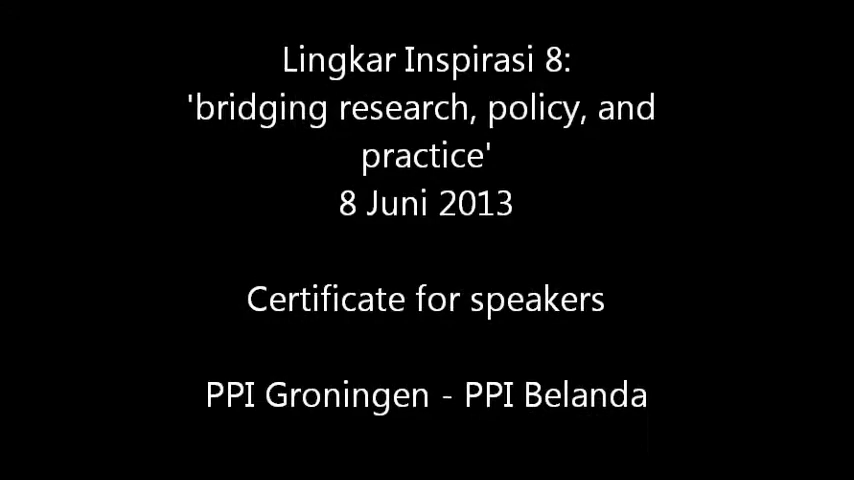 Lingkar Inspirasi 8:
'bridging research, policy, and
practice'
8 Juni 2013
Certificate for speakers
PPI Groningen - PPI Belanda